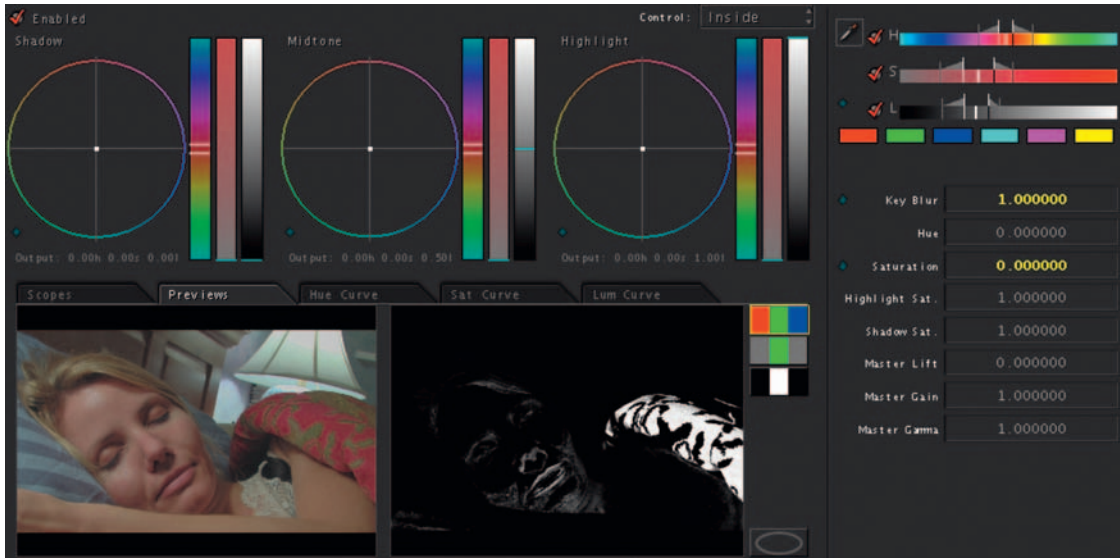 Enabled
Control: Inside
Shadow
Midtone
Highlight
H
S
L
Output: 0.00h 0.00s 0.00l
Output: 0.00h 0.00s 0.50l
Output: 0.00h 0.00s 1.00l
Key Blur 1.000000
Hue 0.000000
Saturation 0.000000
Highlight Sat. 1.000000
Shadow Sat. 1.000000
Master Lift 0.000000
Master Gain 1.000000
Master Gamma 1.000000
Scopes
Previews
Hue Curve
Sat Curve
Lum Curve